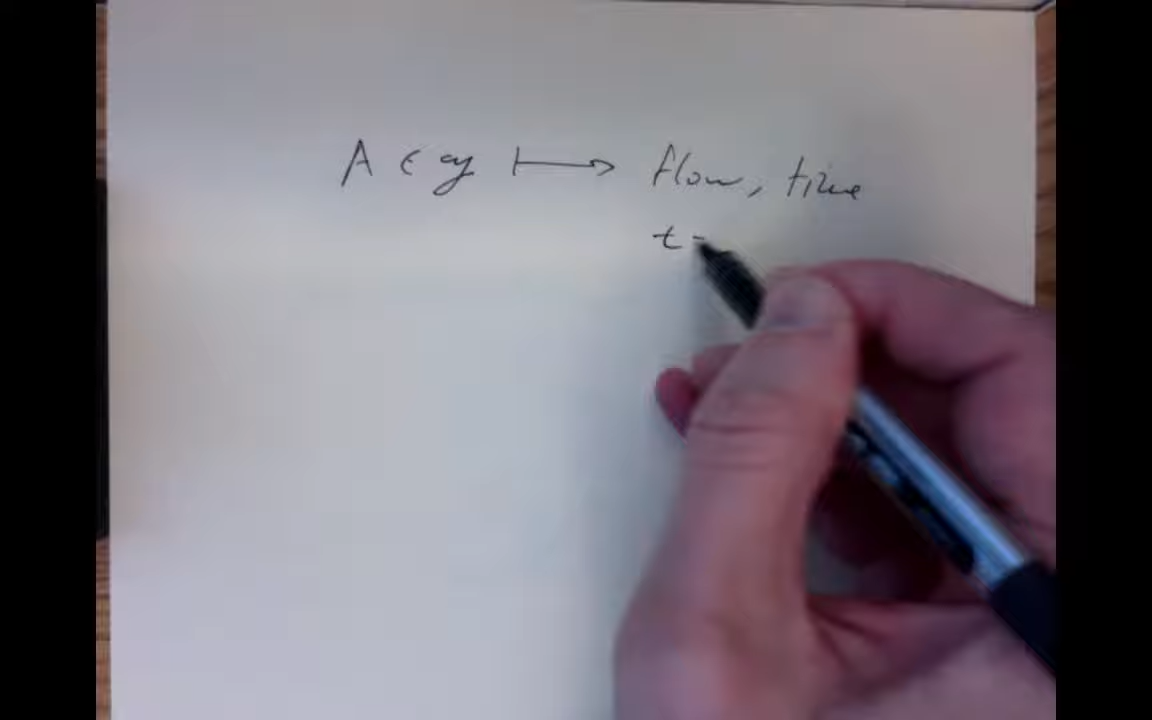 A ∈ 𝔤 ⟼ flow, time
t -